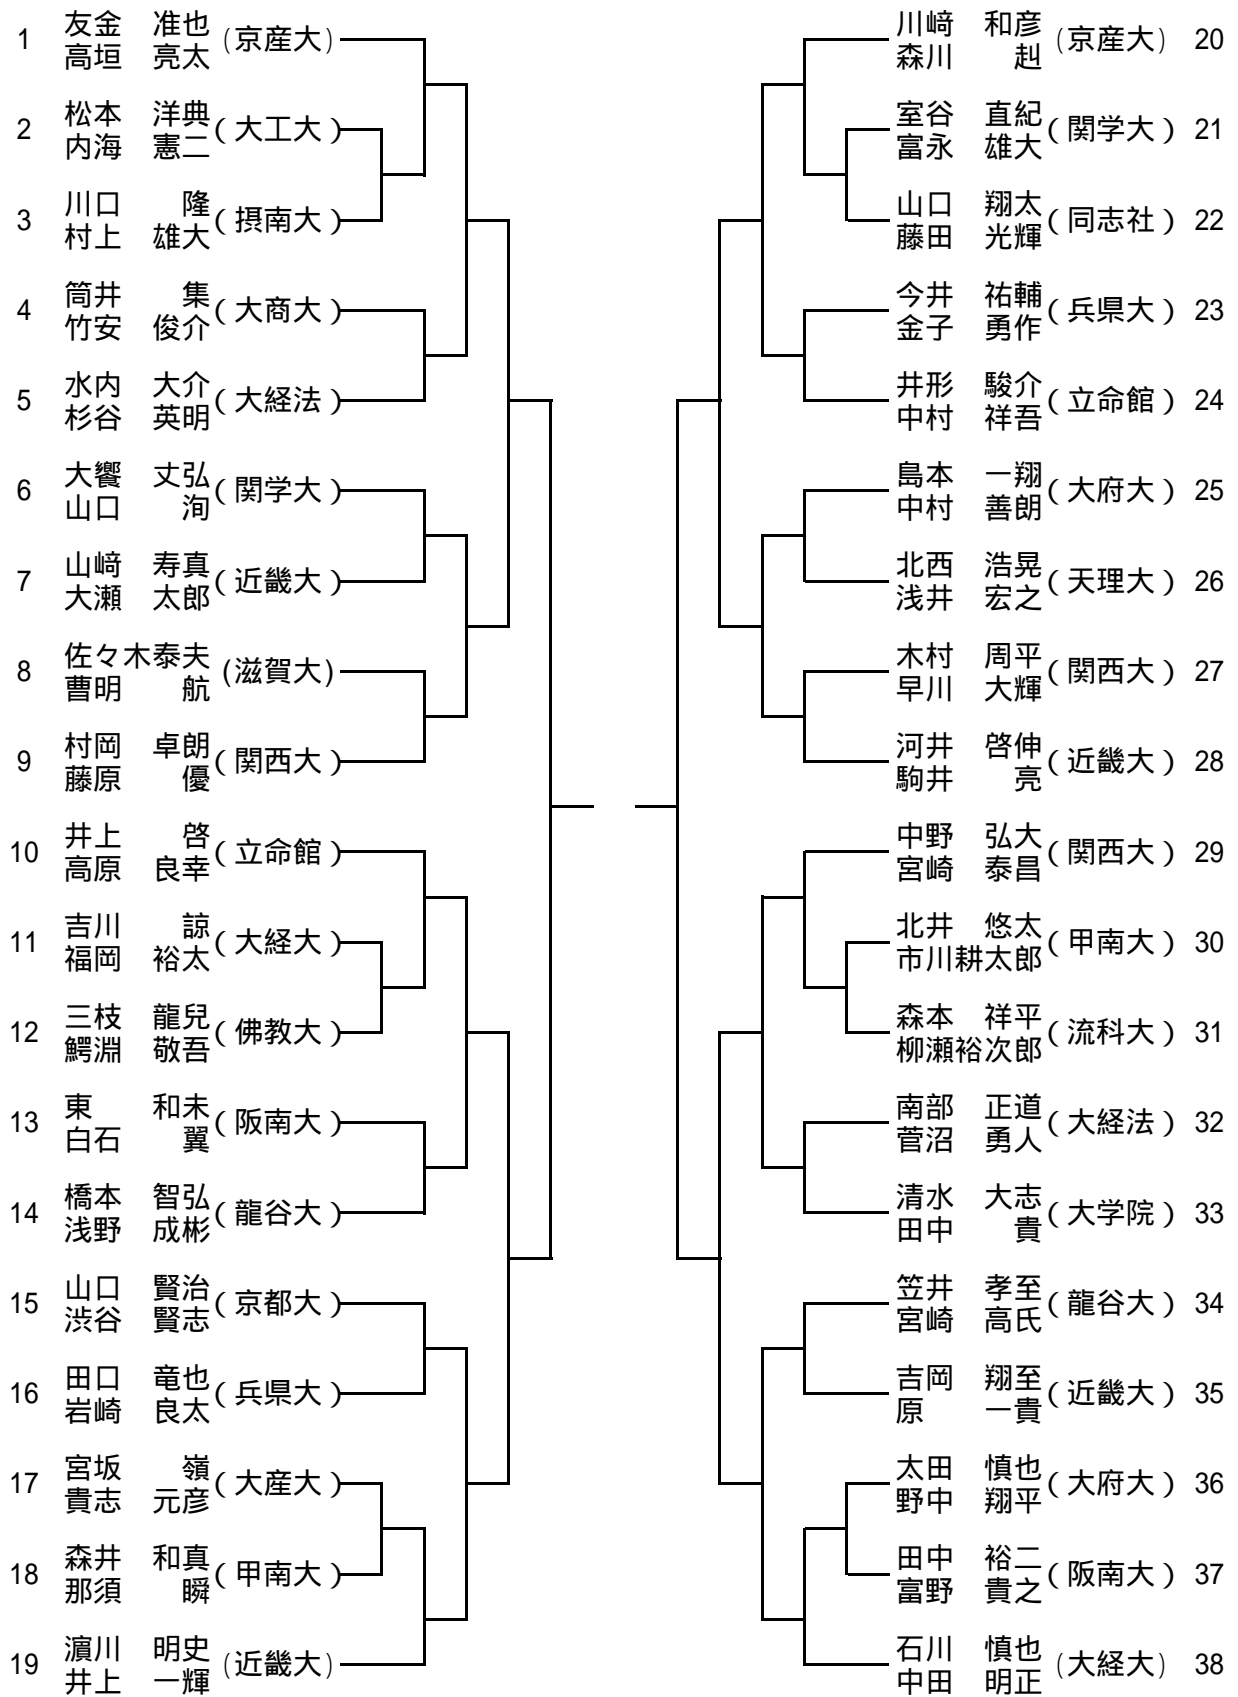 1 友金 准也 (京産大)
高垣 亮太
2 松本 洋典 (大工大)
内海 憲二
3 川口 隆 (摂南大)
村上 雄大
4 筒井 集 (大商大)
竹安 俊介
5 水内 大介 (大経法)
杉谷 英明
6 大饗 丈弘 (関学大)
山口 洵
7 山﨑 寿真 (近畿大)
大瀬 太郎
8 佐々木泰夫 (滋賀大)
曹明 航
9 村岡 卓朗 (関西大)
藤原 優
10 井上 啓 (立命館)
高原 良幸
11 吉川 諒 (大経大)
福岡 裕太
12 三枝 龍兒 (佛教大)
鰐淵 敬吾
13 東 和未 (阪南大)
白石 翼
14 橋本 智弘 (龍谷大)
浅野 成彬
15 山口 賢治 (京都大)
渋谷 賢志
16 田口 竜也 (兵県大)
岩崎 良太
17 宮坂 嶺 (大産大)
貴志 元彦
18 森井 和真 (甲南大)
那須 瞬
19 濵川 明史 (近畿大)
井上 一輝
川﨑 和彦 (京産大) 20
森川 赳
室谷 直紀 (関学大) 21
富永 雄大
山口 翔太 (同志社) 22
藤田 光輝
今井 祐輔 (兵県大) 23
金子 勇作
井形 駿介 (立命館) 24
中村 祥吾
島本 一翔 (大府大) 25
中村 善朗
北西 浩晃 (天理大) 26
浅井 宏之
木村 周平 (関西大) 27
早川 大輝
河井 啓伸 (近畿大) 28
駒井 亮
中野 弘大 (関西大) 29
宮崎 泰昌
北井 悠太 (甲南大) 30
市川耕太郎
森本 祥平 (流科大) 31
柳瀬裕次郎
南部 正道 (大経法) 32
菅沼 勇人
清水 大志 (大学院) 33
田中 貴
笠井 孝至 (龍谷大) 34
宮崎 高氏
吉岡 翔至 (近畿大) 35
原 一貴
太田 慎也 (大府大) 36
野中 翔平
田中 裕二 (阪南大) 37
富野 貴之
石川 慎也 (大経大) 38
中田 明正